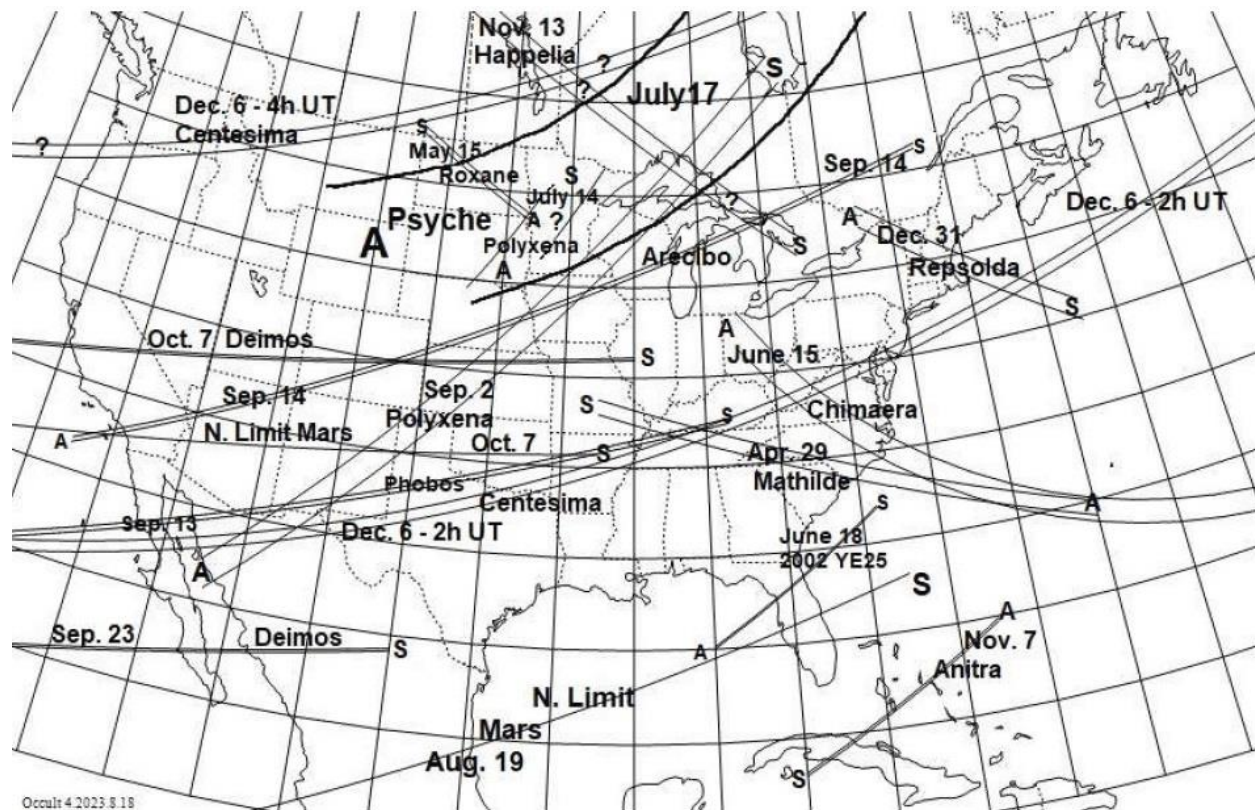 Nov. 13
Happelia
?
?
S
July17
Dec. 6 - 4h UT
Centesima
?
S
May 15
Roxane
S
July 14
A ?
Polyxena
A
Psyche
A
?
Sep. 14
S
Arecibo
S
A
Dec. 31
Repsolda
S
Dec. 6 - 2h UT
Oct. 7 Deimos
S
A
June 15
Chimaera
Sep. 14
A
Sep. 2
Polyxena
N. Limit Mars
Oct. 7
S
S
S
Apr. 29
Mathilde
A
Phobos
Centesima
Sep. 13
Dec. 6 - 2h UT
A
S
June 18
2002 YE25
A
S
Sep. 23
Deimos
S
A
Nov. 7
Anitra
S
N. Limit
Mars
Aug. 19
Occult 4.2023.8.18